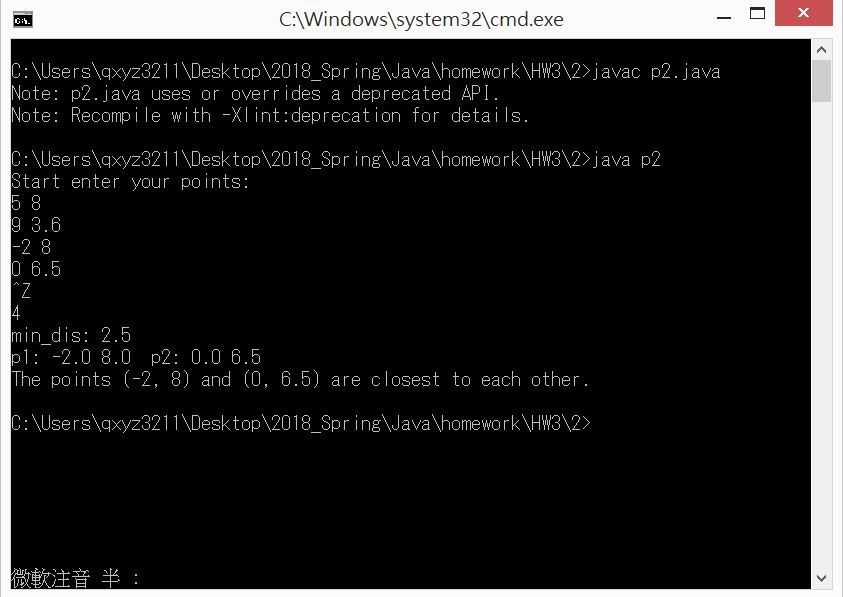 C:\Windows\system32\cmd.exe
C:\Users\qxyz3211\Desktop\2018_Spring\Java\homework\HW3\2>javac p2.java
Note: p2.java uses or overrides a deprecated API.
Note: Recompile with -Xlint:deprecation for details.
C:\Users\qxyz3211\Desktop\2018_Spring\Java\homework\HW3\2>java p2
Start enter your points:
5 8
9 3.6
-2 8
0 6.5
^Z
4
min_dis: 2.5
p1: -2.0 8.0  p2: 0.0 6.5
The points (-2, 8) and (0, 6.5) are closest to each other.
C:\Users\qxyz3211\Desktop\2018_Spring\Java\homework\HW3\2>
微軟注音 半 :